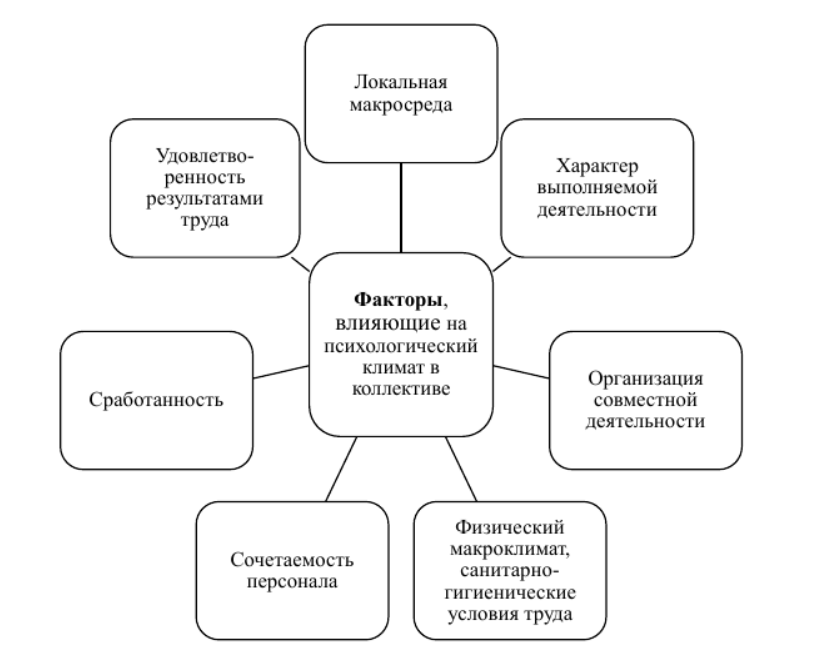 Локальная
макросреда
Удовлетво-
ренность
результатами
труда
Характер
выполняемой
деятельности
Факторы,
влияющие на
психологический
климат в
коллективе
Сработанность
Организация
совместной
деятельности
Сочетаемость
персонала
Физический
макроклимат,
санитарно-
гигиенические
условия труда